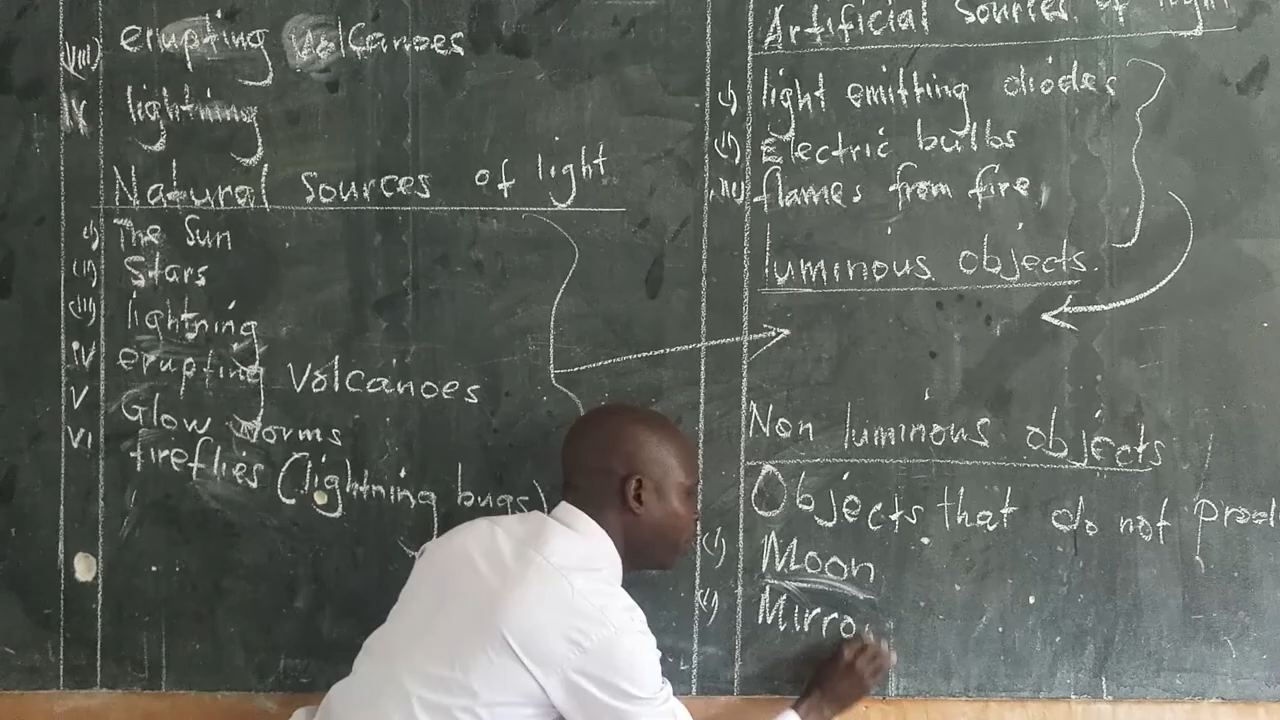 (viii) erupting Volcanoes
ix lightning
Natural Sources of light
(i) The Sun
(ii) Stars
(iii) lightning
iv erupting Volcanoes
v Glow worms
vi fireflies (lightning bugs)
Artificial Sources of light
(i) light emitting diodes
(ii) Electric bulbs
(iii) flames from fire,
luminous objects.
Non luminous objects
Objects that do not prod
(i) Moon
(i) Mirro